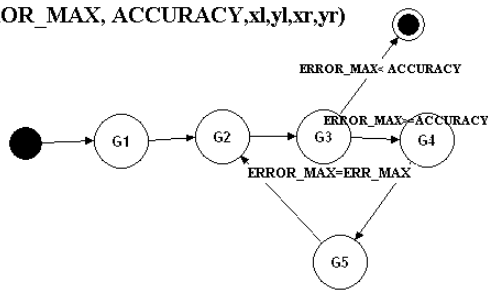 OR_MAX, ACCURACY,xl,yl,xr,yr)
ERROR_MAX< ACCURACY
ERROR_MAX>=ACCURACY
G1
G2
G3
G4
ERROR_MAX=ERR_MAX
G5